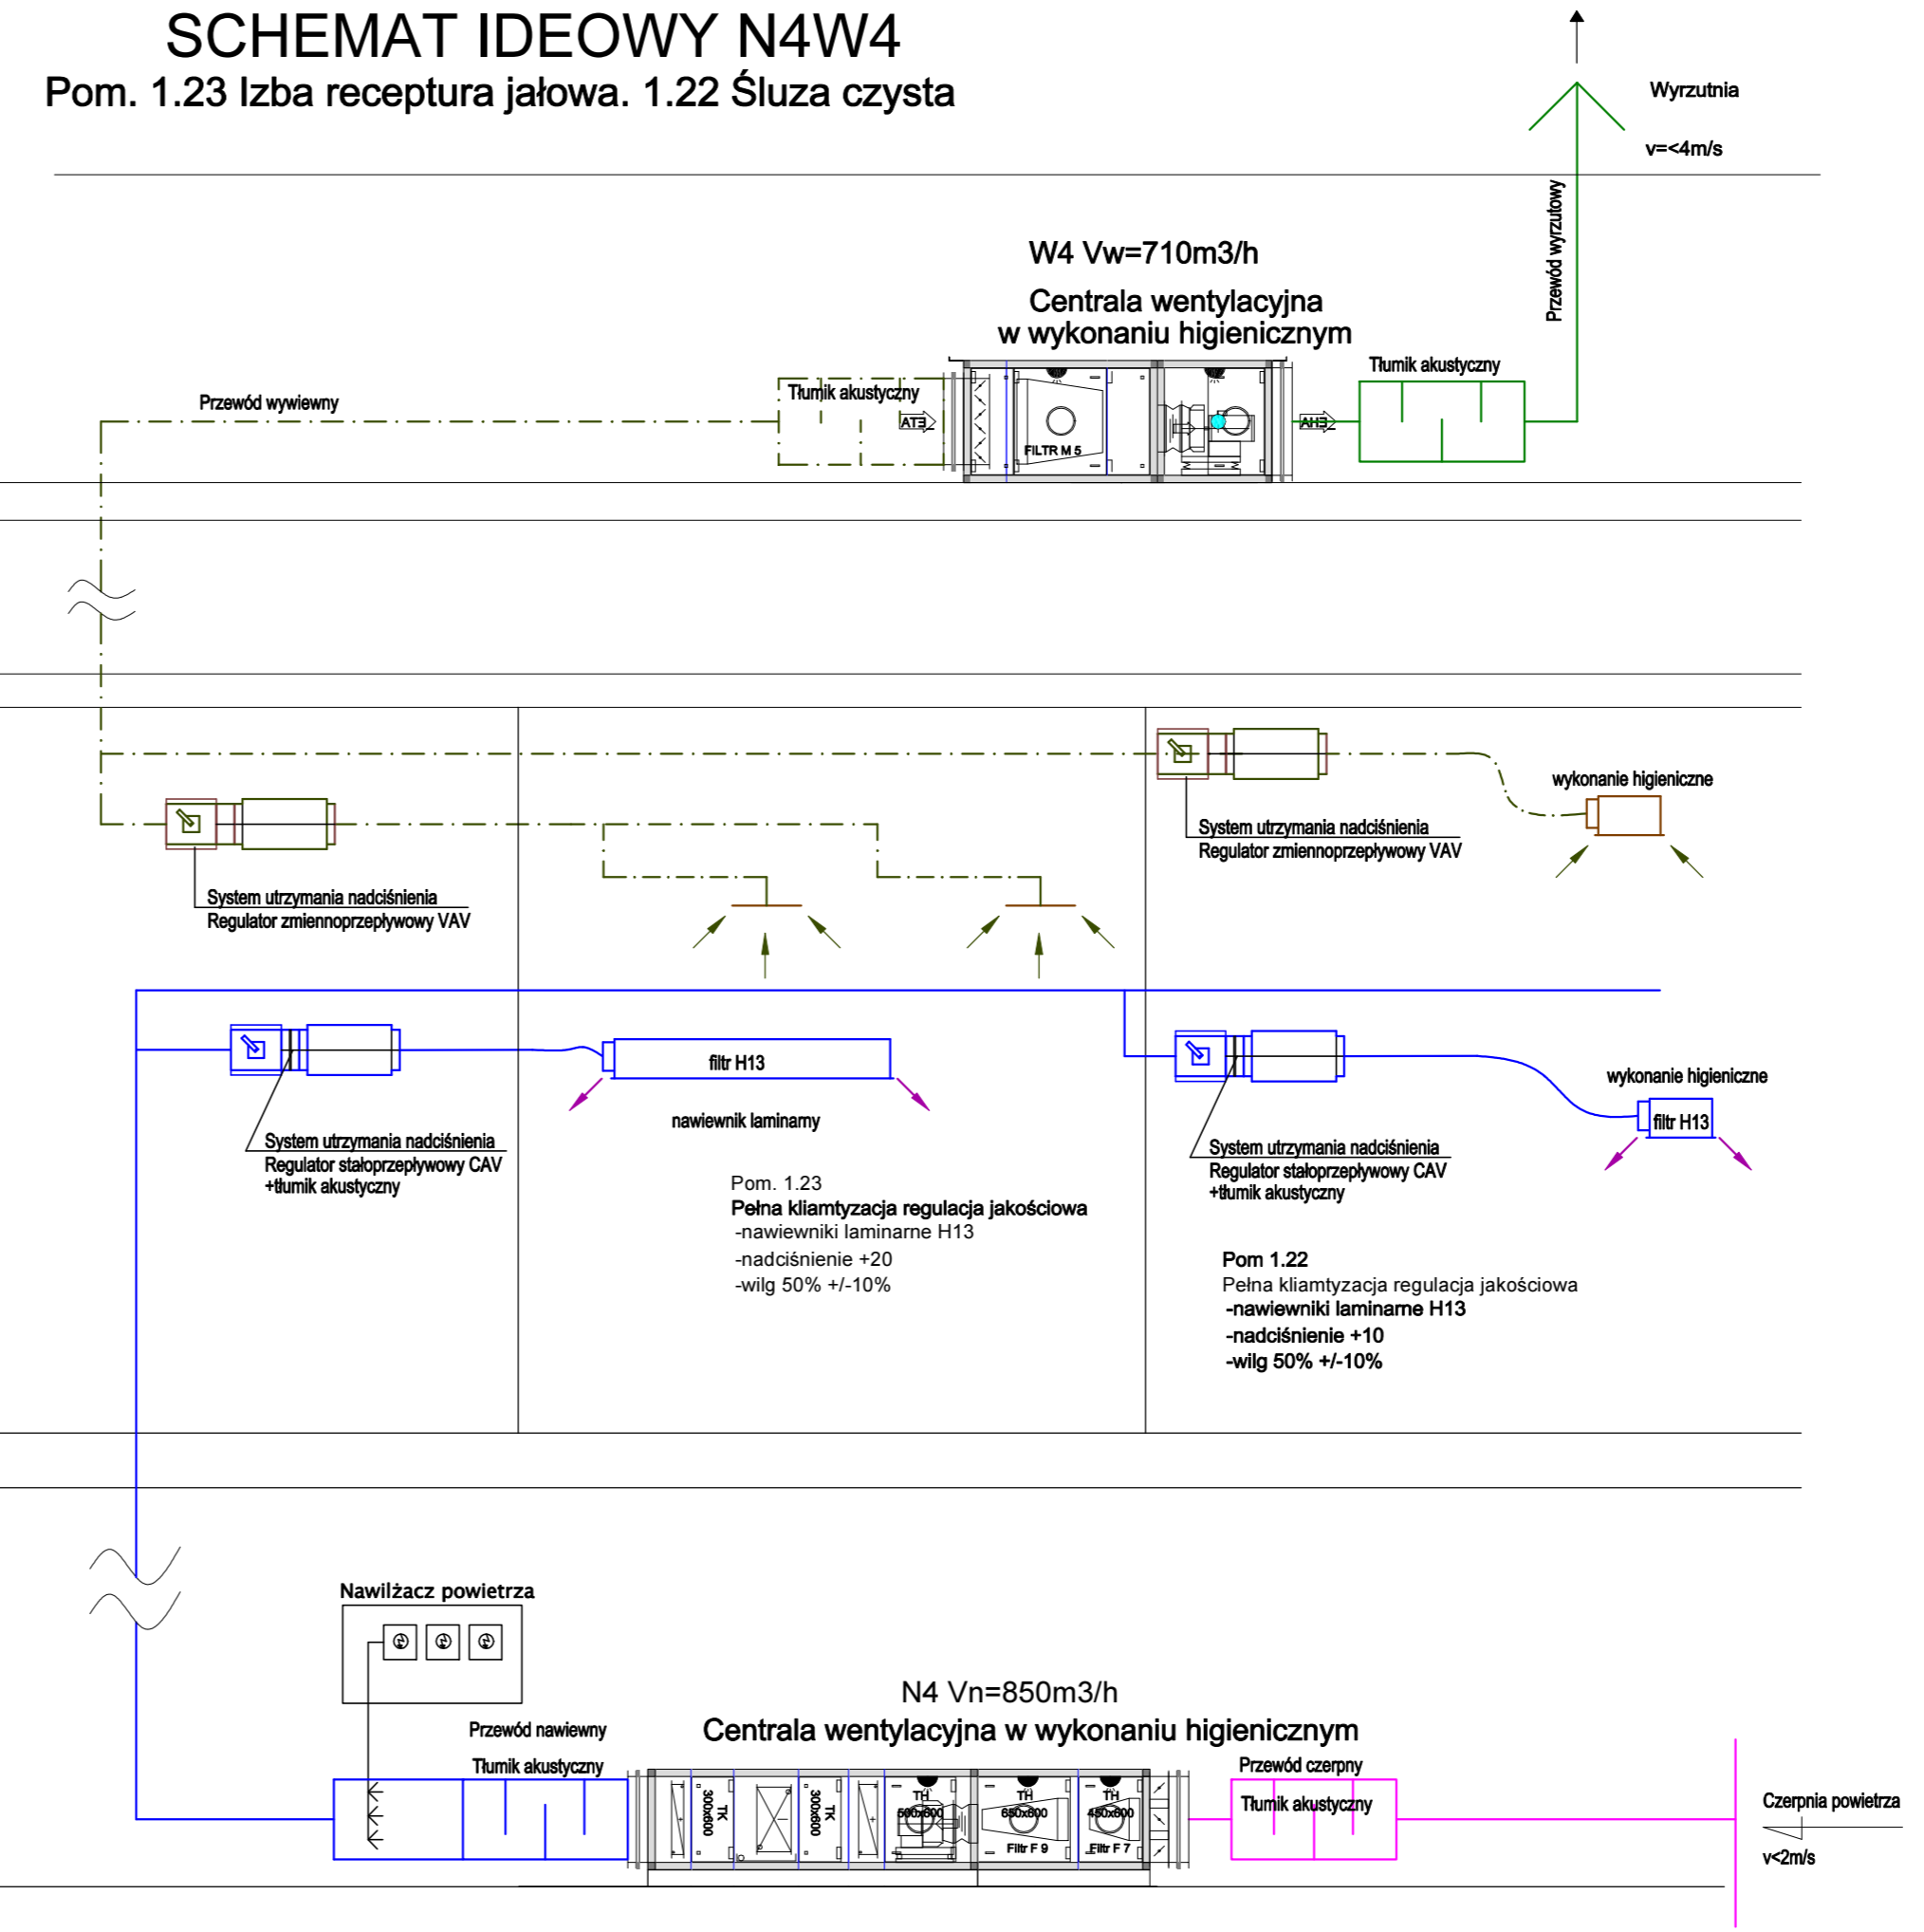 SCHEMAT IDEOWY N4W4
Pom. 1.23 Izba receptura jałowa. 1.22 Śluza czysta
Wyrzutnia
v=<4m/s
Przewód wyrzutowy
W4 Vw=710m3/h
Centrala wentylacyjna
w wykonaniu higienicznym
Tłumik akustyczny
Przewód wywiewny
Tłumik akustyczny
ETA
FILTR M 5
EHA
wykonanie higieniczne
System utrzymania nadciśnienia
Regulator zmiennoprzepływowy VAV
System utrzymania nadciśnienia
Regulator zmiennoprzepływowy VAV
filtr H13
nawiewnik laminarny
wykonanie higieniczne
filtr H13
System utrzymania nadciśnienia
Regulator stałoprzepływowy CAV
+tłumik akustyczny
System utrzymania nadciśnienia
Regulator stałoprzepływowy CAV
+tłumik akustyczny
Pom. 1.23
Pełna kliamtyzacja regulacja jakościowa
-nawiewniki laminarne H13
-nadciśnienie +20
-wilg 50% +/-10%
Pom 1.22
Pełna kliamtyzacja regulacja jakościowa
-nawiewniki laminarne H13
-nadciśnienie +10
-wilg 50% +/-10%
Nawilżacz powietrza
N4 Vn=850m3/h
Centrala wentylacyjna w wykonaniu higienicznym
Przewód nawiewny
Tłumik akustyczny
TK
300x600
TK
300x600
TH
500x600
TH
650x600
Filtr F 9
TH
450x600
Filtr F 7
Przewód czerpny
Tłumik akustyczny
Czerpnia powietrza
v<2m/s